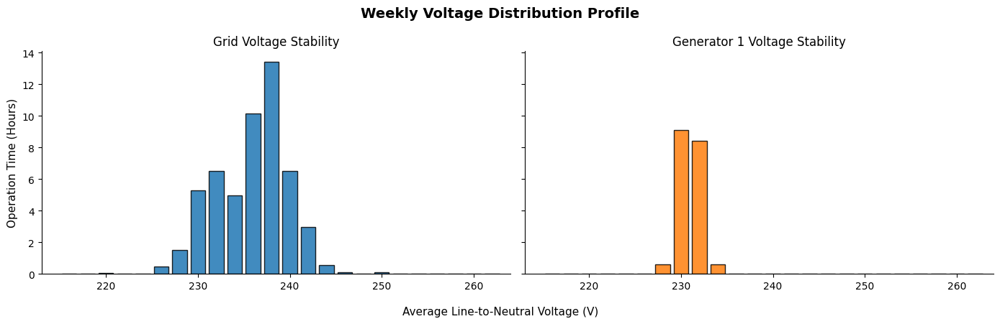 Weekly Voltage Distribution Profile
Grid Voltage Stability
Generator 1 Voltage Stability
Operation Time (Hours)
14
12
10
8
6
4
2
0
220 230 240 250 260
220 230 240 250 260
Average Line-to-Neutral Voltage (V)